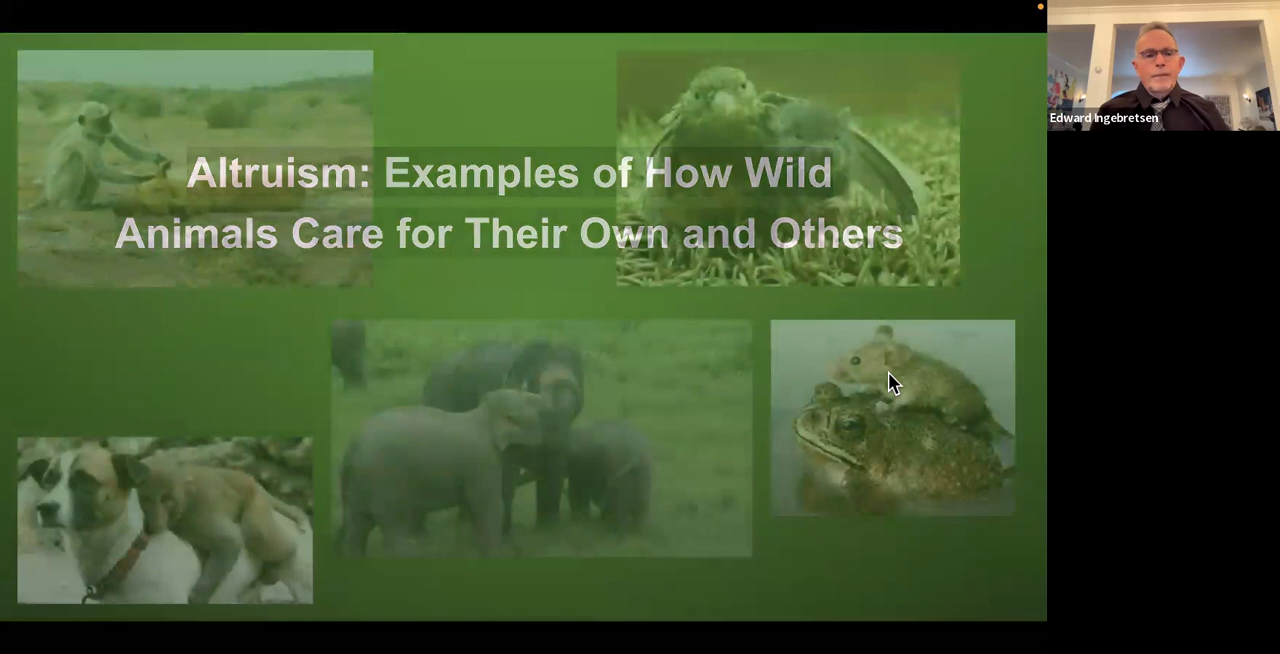 Altruism: Examples of How Wild
Animals Care for Their Own and Others
Edward Ingebretsen